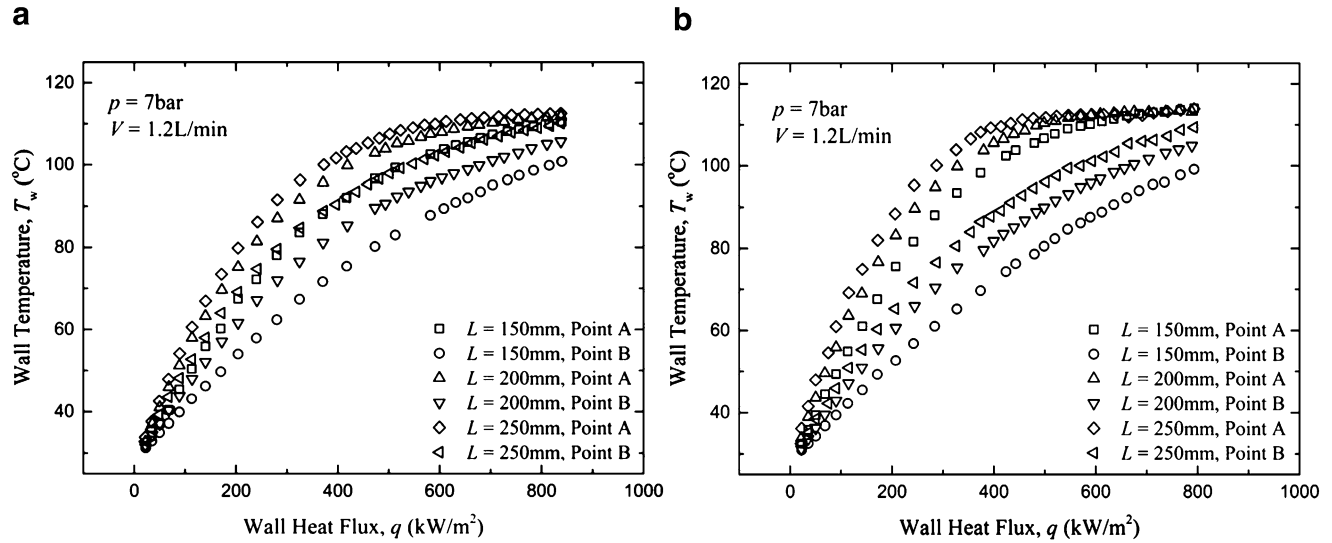 a
120
100
80
60
40
Wall Temperature, T_w (°C)
p = 7bar
V = 1.2L/min
L = 150mm, Point A
L = 150mm, Point B
L = 200mm, Point A
L = 200mm, Point B
L = 250mm, Point A
L = 250mm, Point B
0 200 400 600 800 1000
Wall Heat Flux, q (kW/m²)
b
120
100
80
60
40
Wall Temperature, T_w (°C)
p = 7bar
V = 1.2L/min
L = 150mm, Point A
L = 150mm, Point B
L = 200mm, Point A
L = 200mm, Point B
L = 250mm, Point A
L = 250mm, Point B
0 200 400 600 800 1000
Wall Heat Flux, q (kW/m²)